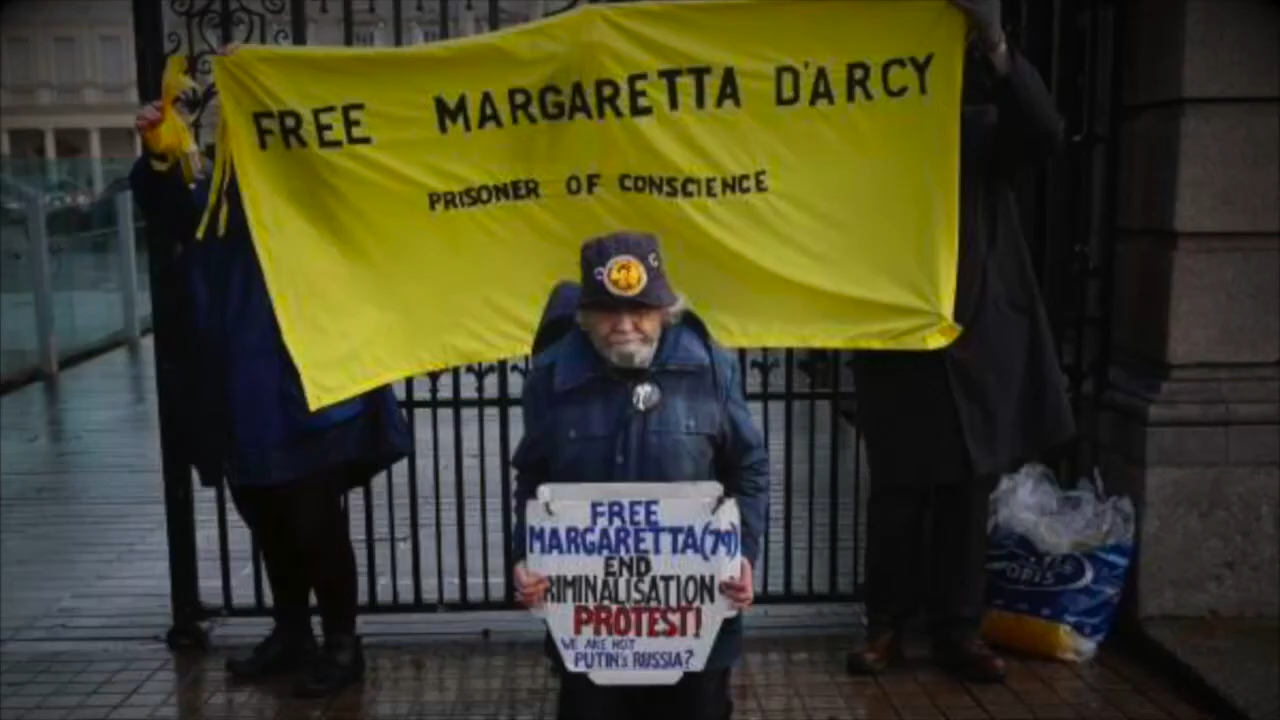 FREE MARGARETTA D'ARCY
PRISONER OF CONSCIENCE
FREE
MARGARETTA(79)
END
RIMINALISATION
PROTEST!
WE ARE NOT
PUTIN'S RUSSIA?